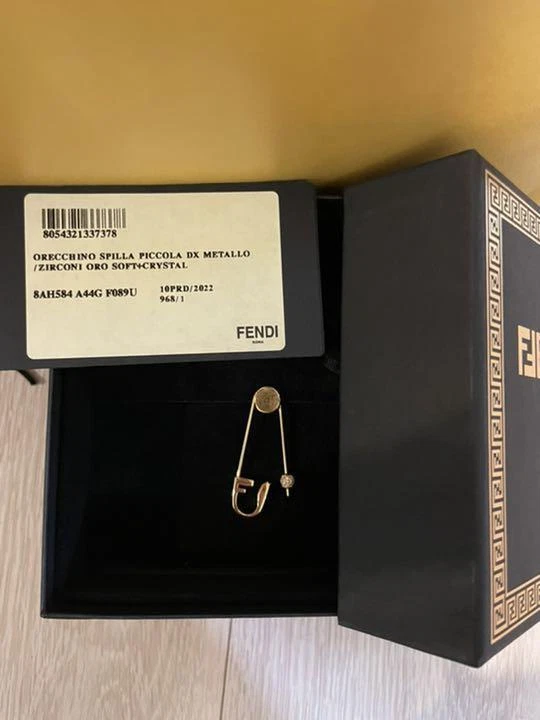 8054321337378
ORECCHINO SPILLA PICCOLA DX METALLO
/ZIRCONI ORO SOFT+CRYSTAL
8AH584 A44G F089U
10PRD/2022
968/1
FENDI
ROMA